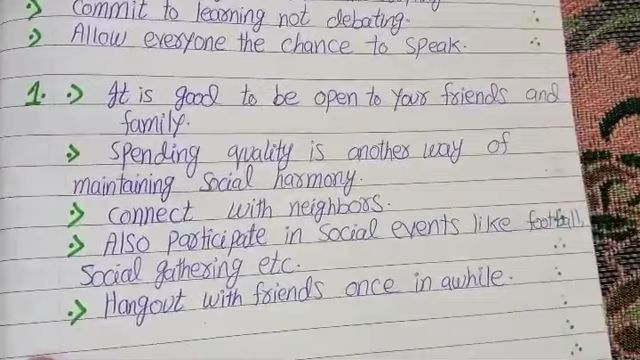 Commit to learning not debating.
Allow everyone the chance to speak.
1. It is good to be open to your friends and
family.
Spending quality is another way of
maintaining social harmony.
Connect with neighbors.
Also participate in social events like football,
Social gathering etc.
Hangout with friends once in awhile.